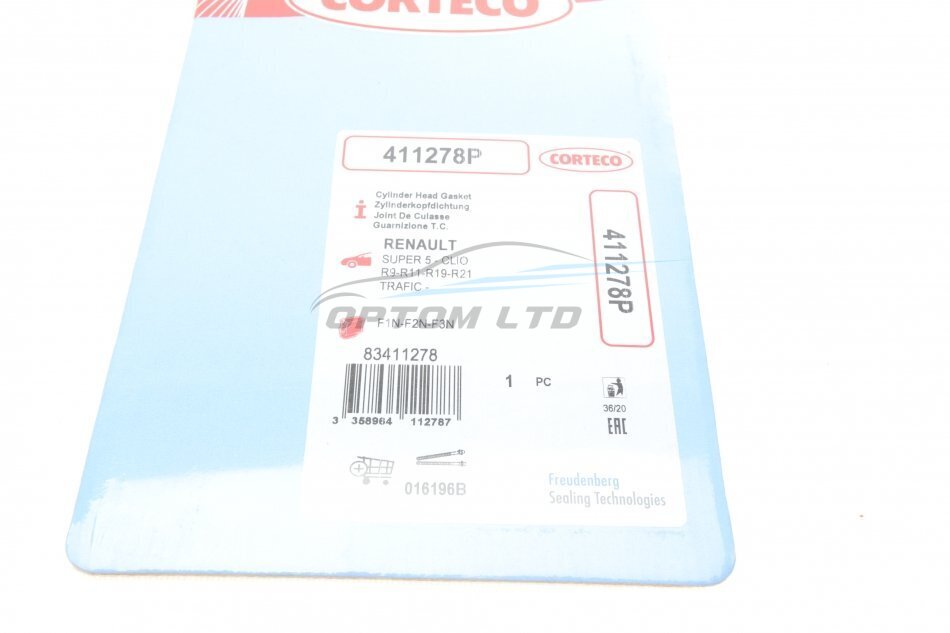 CORTECO
411278P
CORTECO
Cylinder Head Gasket
Zylinderkopfdichtung
Joint De Culasse
Guarnizione T.C.
RENAULT
SUPER 5 - CLIO
R9-R11-R19-R21
TRAFIC -
411278P
OPTOM LTD
F1N-F2N-F3N
83411278
1 PC
3 358964 112787
36/20
EAC
016196B
Freudenberg
Sealing Technologies